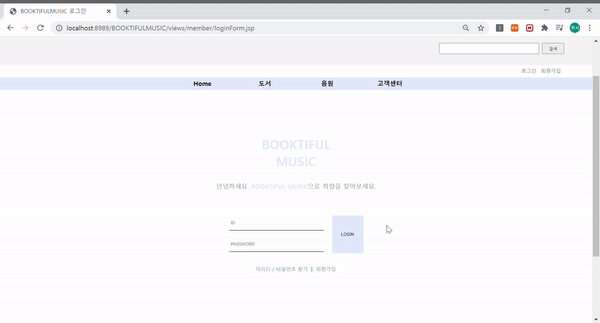 BOOKTIFULMUSIC 로그인
localhost:8989/BOOKTIFULMUSIC/views/member/loginForm.jsp
검색
로그인 회원가입
Home 도서 음원 고객센터
BOOKTIFUL
MUSIC
안녕하세요. BOOKTIFUL MUSIC으로 취향을 찾아보세요.
ID
LOGIN
PASSWORD
아이디 / 비밀번호 찾기 | 회원가입